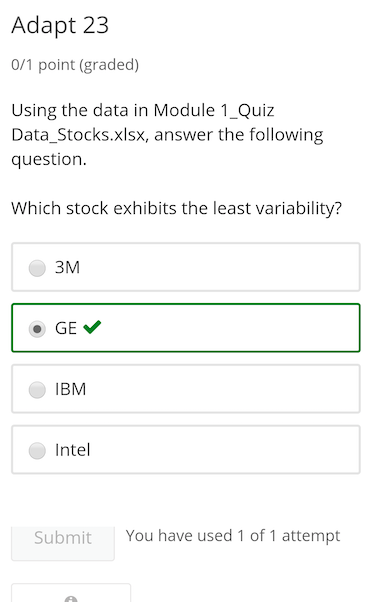 Adapt 23
0/1 point (graded)
Using the data in Module 1_Quiz
Data_Stocks.xlsx, answer the following
question.
Which stock exhibits the least variability?
3M
GE
IBM
Intel
Submit
You have used 1 of 1 attempt